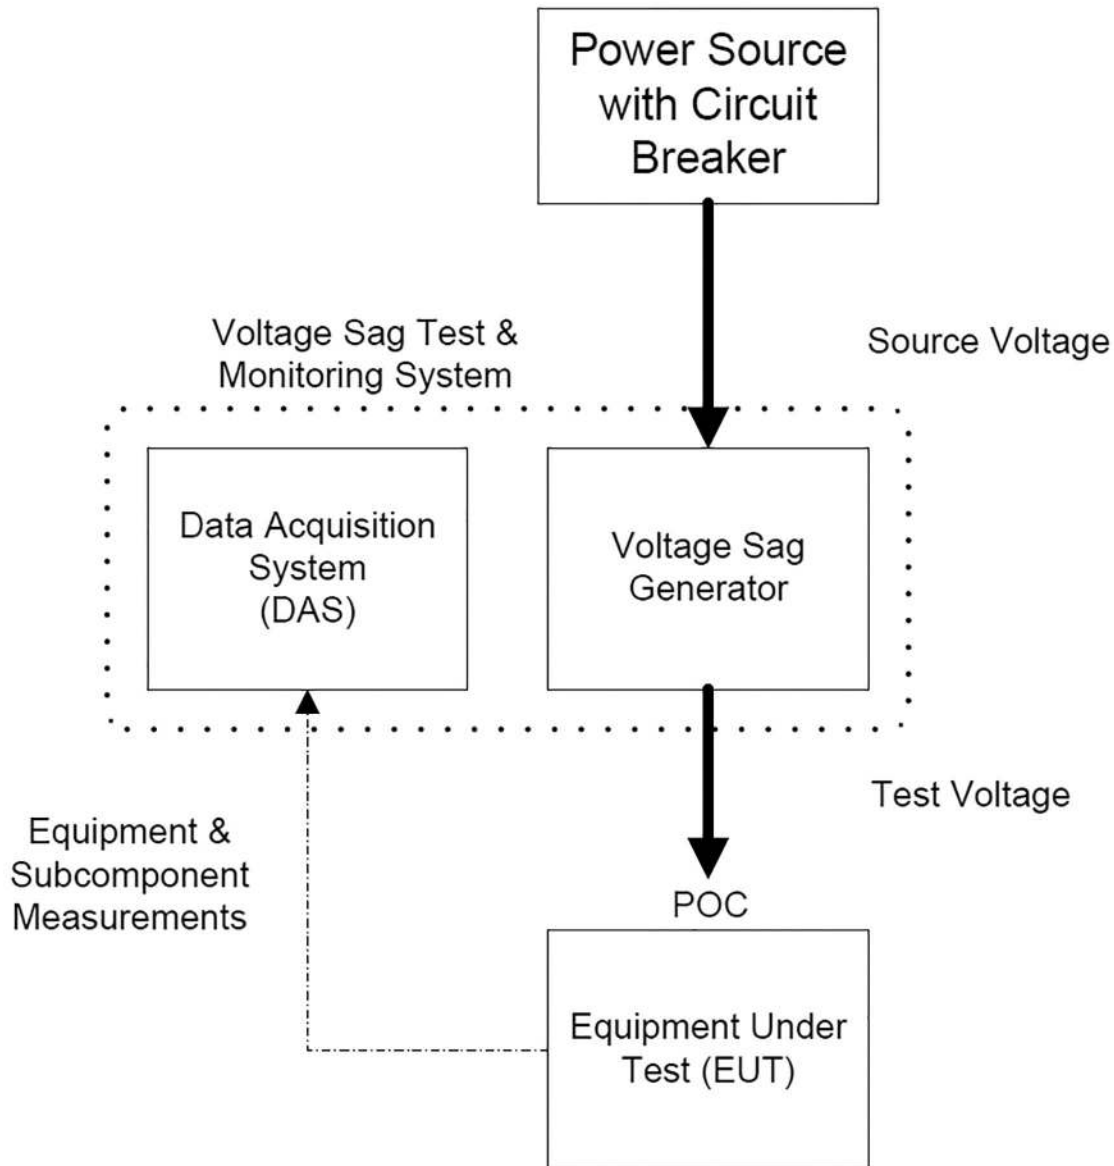 Power Source
with Circuit
Breaker
Voltage Sag Test &
Monitoring System
Source Voltage
Data Acquisition
System
(DAS)
Voltage Sag
Generator
Test Voltage
Equipment &
Subcomponent
Measurements
POC
Equipment Under
Test (EUT)